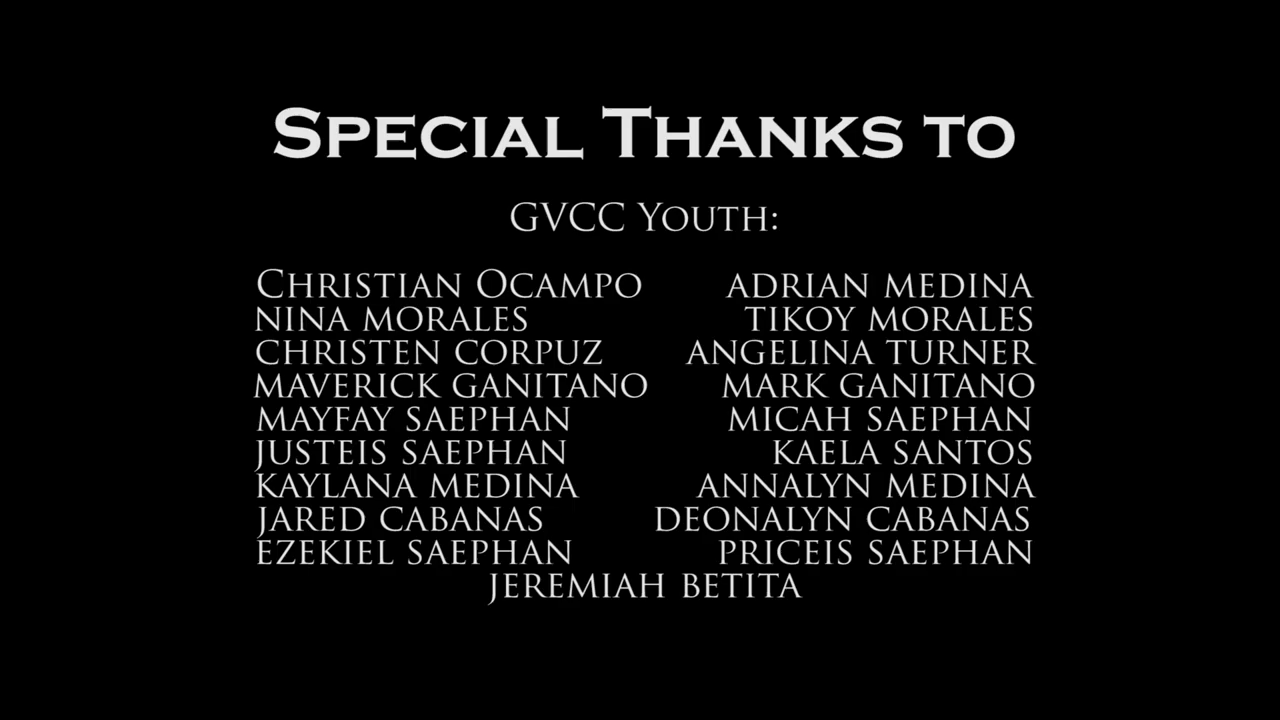 SPECIAL THANKS TO
GVCC YOUTH:
CHRISTIAN OCAMPO ADRIAN MEDINA
NINA MORALES TIKOY MORALES
CHRISTEN CORPUZ ANGELINA TURNER
MAVERICK GANITANO MARK GANITANO
MAYFAY SAEPHAN MICAH SAEPHAN
JUSTEIS SAEPHAN KAELA SANTOS
KAYLANA MEDINA ANNALYN MEDINA
JARED CABANAS DEONALYN CABANAS
EZEKIEL SAEPHAN PRICEIS SAEPHAN
JEREMIAH BETITA